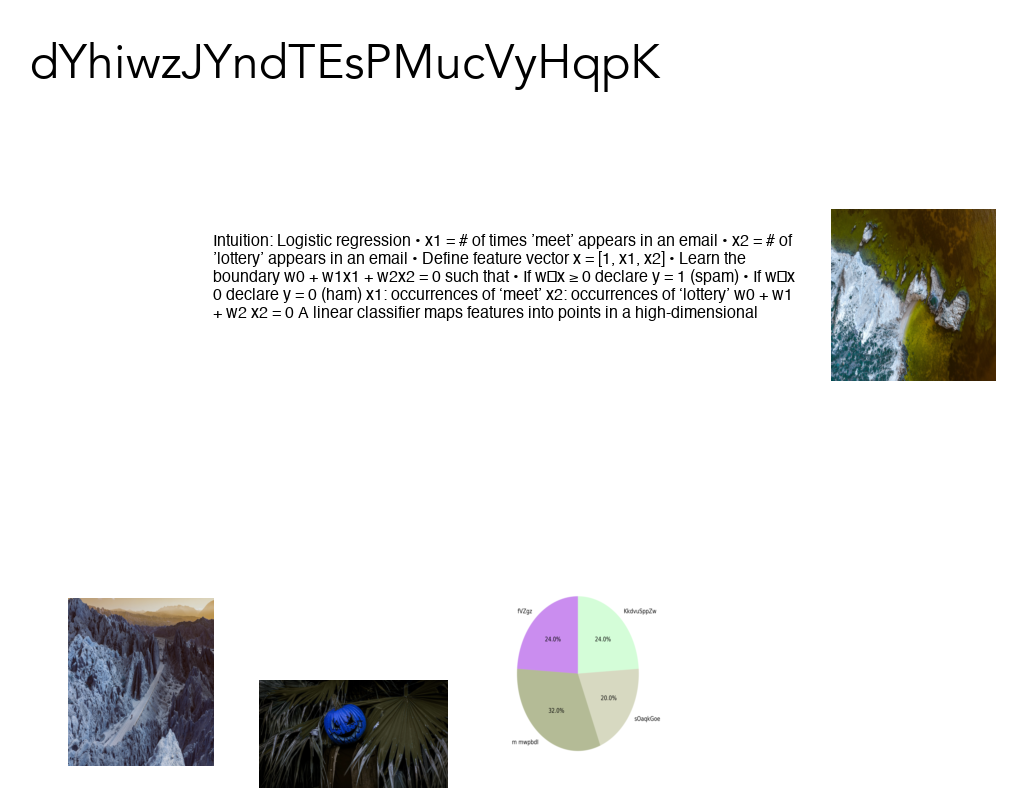 dYhiwzJYndTEsPMucVyHqpK
Intuition: Logistic regression • x1 = # of times ’meet’ appears in an email • x2 = # of
’lottery’ appears in an email • Define feature vector x = [1, x1, x2] • Learn the
boundary w0 + w1x1 + w2x2 = 0 such that • If w□x ≥ 0 declare y = 1 (spam) • If w□x
0 declare y = 0 (ham) x1: occurrences of ‘meet’ x2: occurrences of ‘lottery’ w0 + w1
+ w2 x2 = 0 A linear classifier maps features into points in a high-dimensional
fVZgz
KkdvuSppZw
24.0%
24.0%
20.0%
32.0%
sOaqkGoe
m mwpbdl